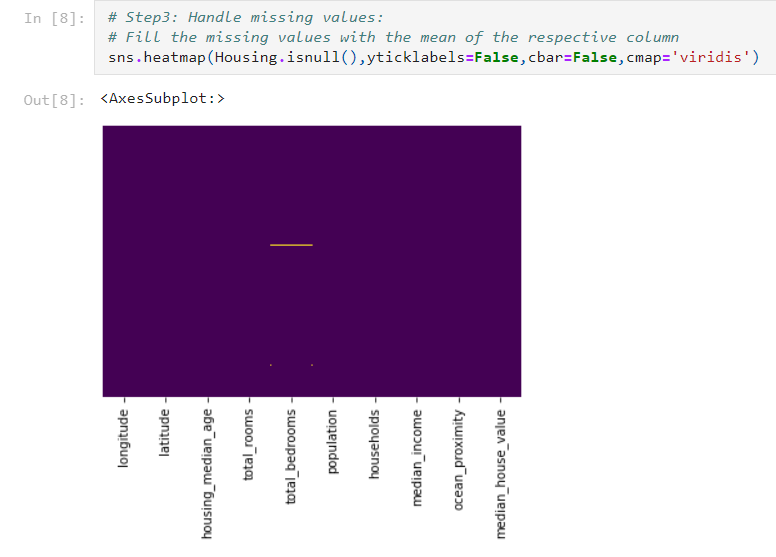 In [8]: # Step3: Handle missing values:
# Fill the missing values with the mean of the respective column
sns.heatmap(Housing.isnull(),yticklabels=False,cbar=False,cmap='viridis')
Out[8]: <AxesSubplot:>
longitude
latitude
housing_median_age
total_rooms
total_bedrooms
population
households
median_income
ocean_proximity
median_house_value